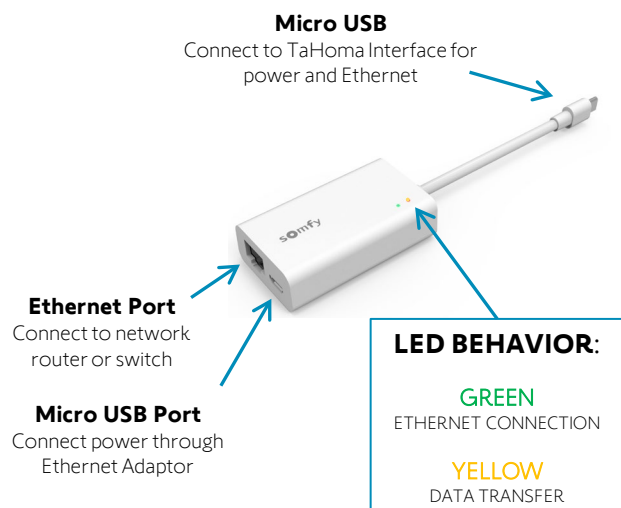 Micro USB
Connect to TaHoma Interface for
power and Ethernet
somfy
Ethernet Port
Connect to network
router or switch
Micro USB Port
Connect power through
Ethernet Adaptor
LED BEHAVIOR:
GREEN
ETHERNET CONNECTION
YELLOW
DATA TRANSFER